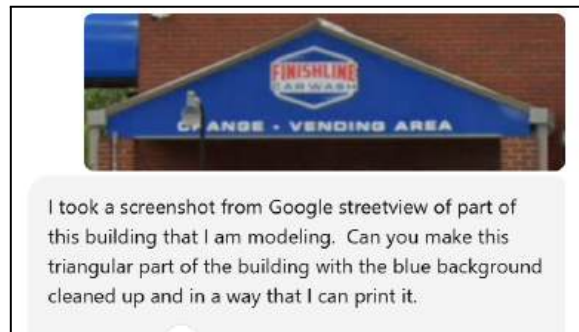 FINISHLINE
CAR WASH
CHANGE - VENDING AREA
I took a screenshot from Google streetview of part of
this building that I am modeling. Can you make this
triangular part of the building with the blue background
cleaned up and in a way that I can print it.